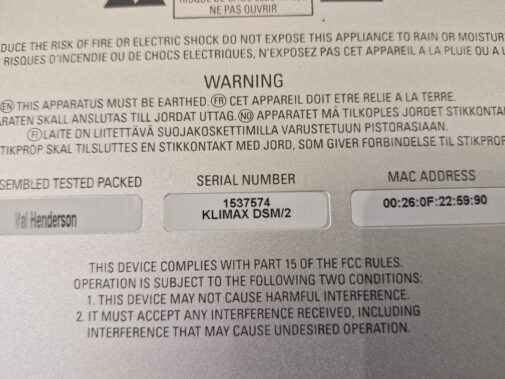 RISQUE DE CHOC ELECTRIQUE
NE PAS OUVRIR
DUCE THE RISK OF FIRE OR ELECTRIC SHOCK DO NOT EXPOSE THIS APPLIANCE TO RAIN OR MOISTUR
RISQUES D'INCENDIE OU DE CHOCS ELECTRIQUES, N'EXPOSEZ PAS CET APPAREIL A LA PLUIE OU A L
WARNING
EN THIS APPARATUS MUST BE EARTHED. FR CET APPAREIL DOIT ETRE RELIE A LA TERRE.
ARATEN SKALL ANSLUTAS TILL JORDAT UTTAG. NO APPARATET MÅ TILKOPLES JORDET STIKKONTA
FI LAITE ON LIITETTÄVÄ SUOJAKOSKETTIMILLA VARUSTETUUN PISTORASIAAN.
STIKPROP SKAL TILSLUTTES EN STIKKONTAKT MED JORD, SOM GIVER FORBINDELSE TIL STIKPROP
SEMBLED TESTED PACKED
SERIAL NUMBER
MAC ADDRESS
Val Henderson
1537574
KLIMAX DSM/2
00:26:0F:22:59:90
THIS DEVICE COMPLIES WITH PART 15 OF THE FCC RULES.
OPERATION IS SUBJECT TO THE FOLLOWING TWO CONDITIONS:
1. THIS DEVICE MAY NOT CAUSE HARMFUL INTERFERENCE.
2. IT MUST ACCEPT ANY INTERFERENCE RECEIVED, INCLUDING
INTERFERENCE THAT MAY CAUSE UNDESIRED OPERATION.